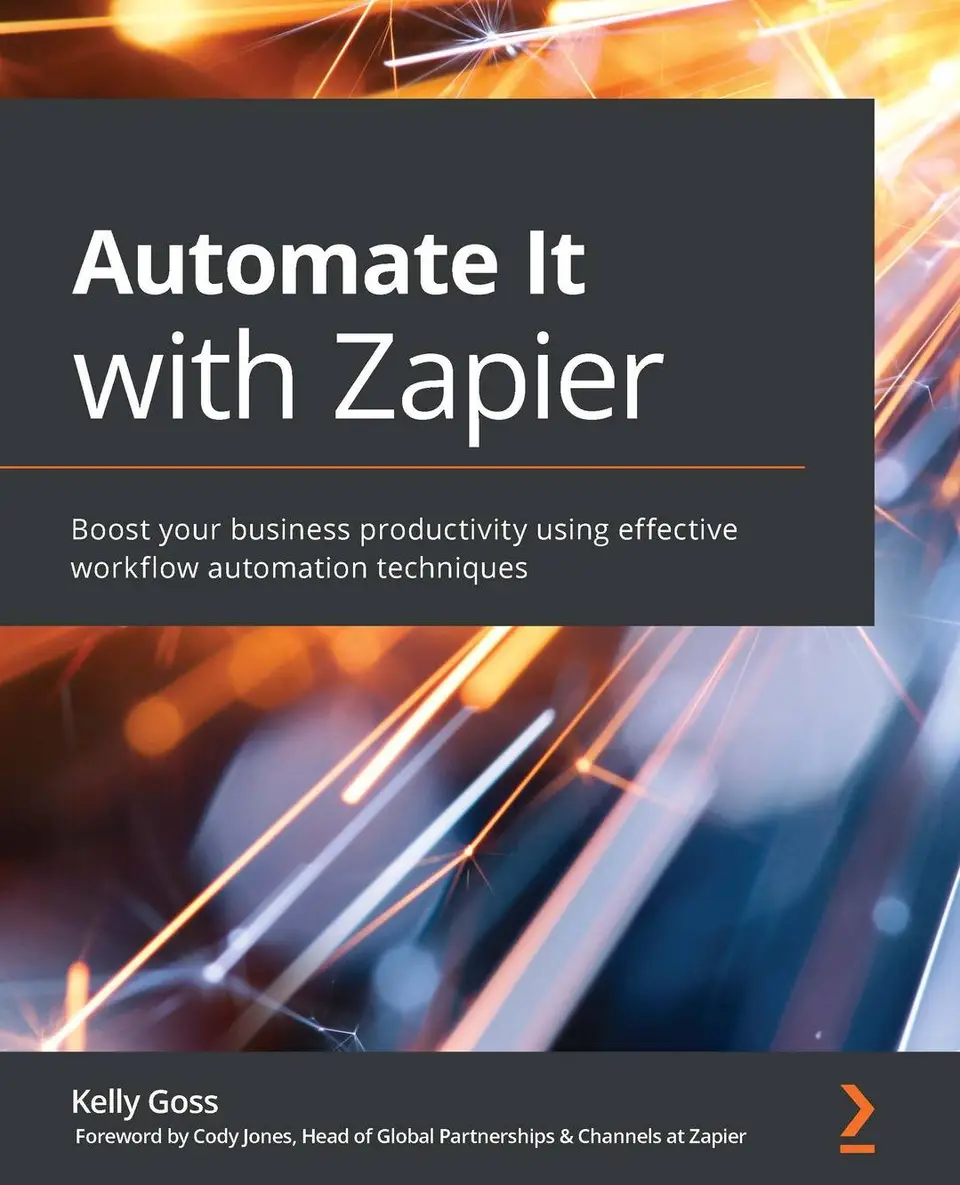 Automate It
with Zapier
Boost your business productivity using effective
workflow automation techniques
Kelly Goss
Foreword by Cody Jones, Head of Global Partnerships & Channels at Zapier